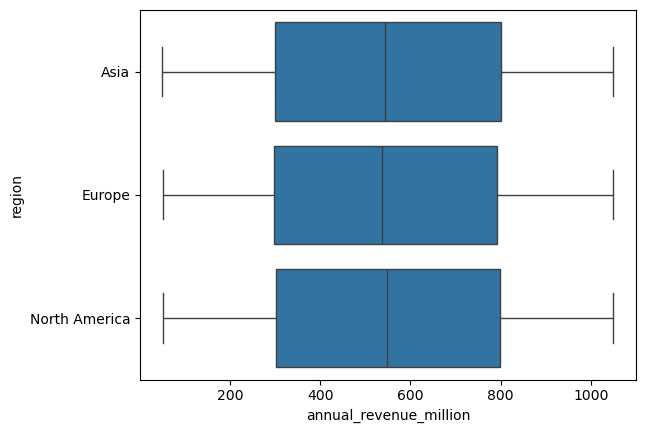 Asia
Europe
North America
region
200 400 600 800 1000
annual_revenue_million